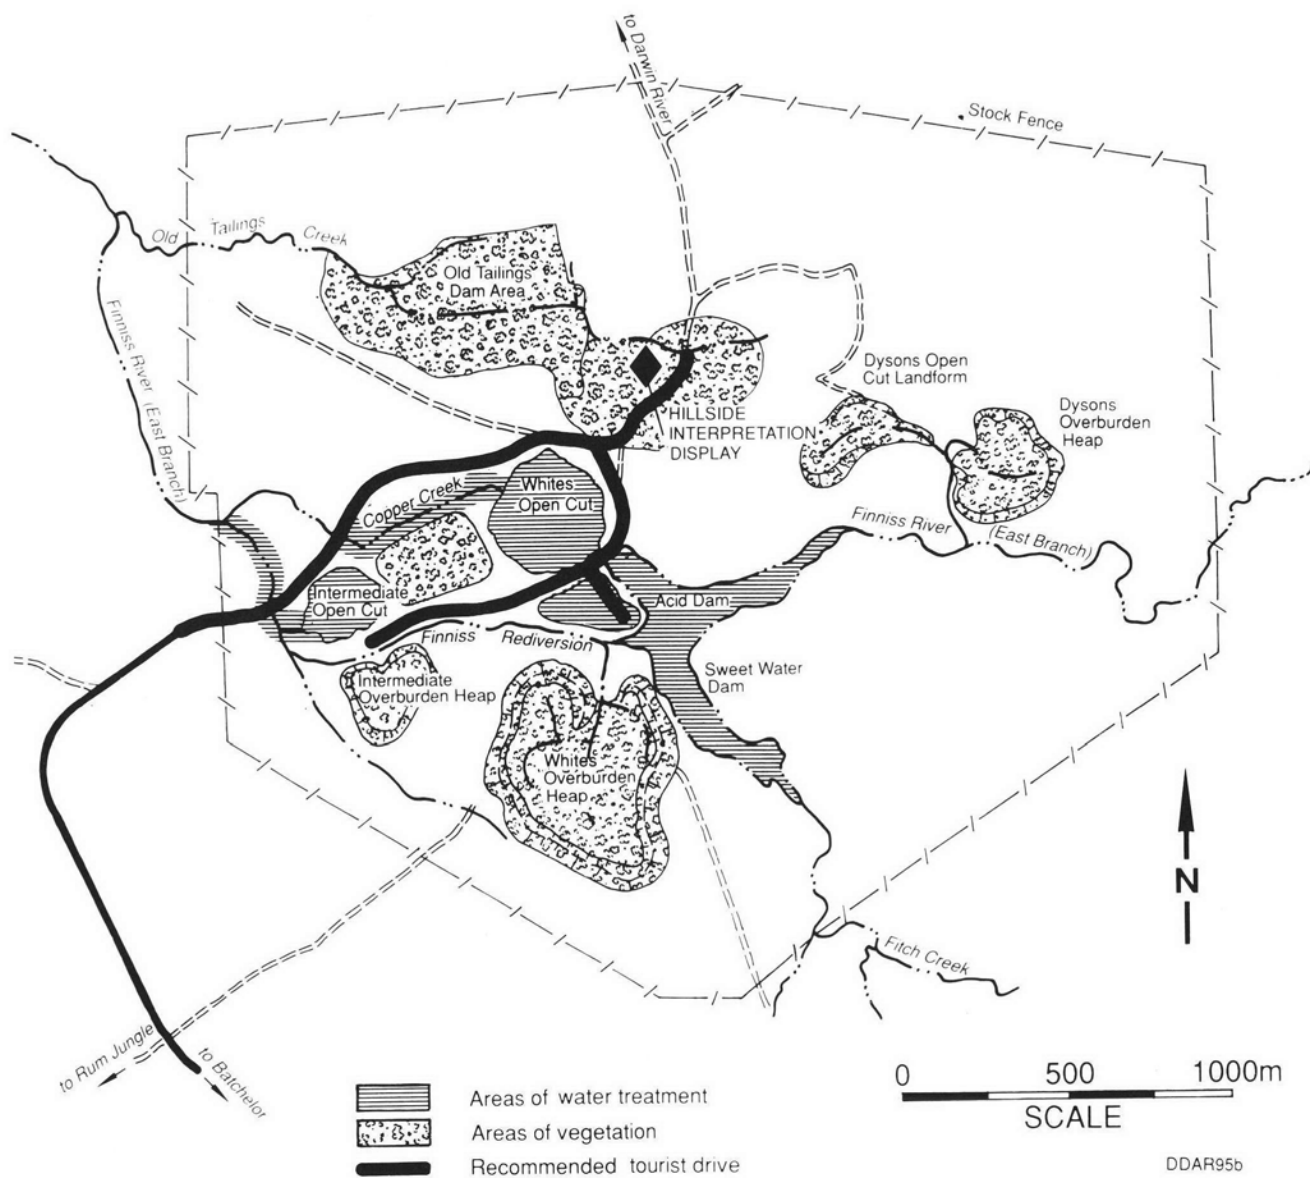 to Darwin River
Stock Fence
Old Tailings Creek
Old Tailings
Dam Area
Finniss River (East Branch)
Dysons Open
Cut Landform
Dysons
Overburden
Heap
HILLSIDE
INTERPRETATION
DISPLAY
Whites
Open Cut
Copper Creek
Finniss River (East Branch)
Intermediate
Open Cut
Acid Dam
Finniss Rediversion
Sweet Water
Dam
Intermediate
Overburden Heap
Whites
Overburden
Heap
N
Fitch Creek
to Rum Jungle
to Batchelor
0 500 1000m
SCALE
Areas of water treatment
Areas of vegetation
Recommended tourist drive
DDAR95b